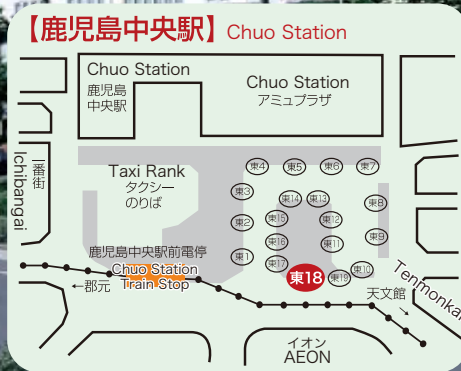 【鹿児島中央駅】 Chuo Station
Chuo Station
鹿児島
中央駅
Chuo Station
アミュプラザ
一番街
Ichibangai
Taxi Rank
タクシー
のりば
東4
東5
東6
東7
東3
東14
東13
東8
東2
東15
東12
東16
東11
東9
東1
東17
東18
東19
東10
鹿児島中央駅前電停
Chuo Station
Train Stop
←郡元
天文館
Tenmonkan
イオン
AEON